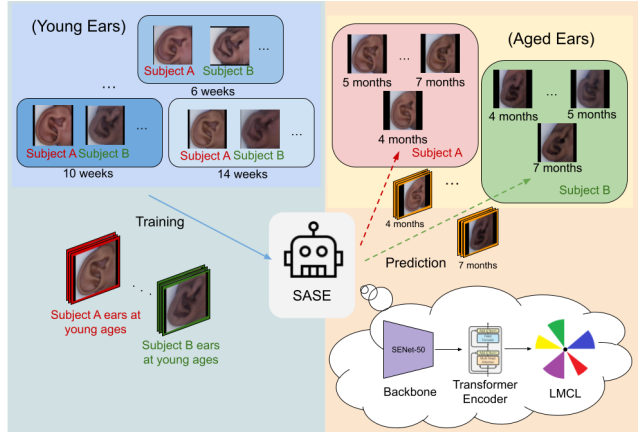 (Young Ears)
...
Subject A Subject B
6 weeks
...
...
Subject A Subject B
10 weeks
...
Subject A Subject B
14 weeks
(Aged Ears)
...
5 months 7 months
4 months
Subject A
...
4 months 5 months
7 months
Subject B
...
4 months
7 months
Training
Prediction
SASE
...
Subject A ears at
young ages
Subject B ears
at young ages
SENet-50
Backbone
Transformer
Encoder
LMCL